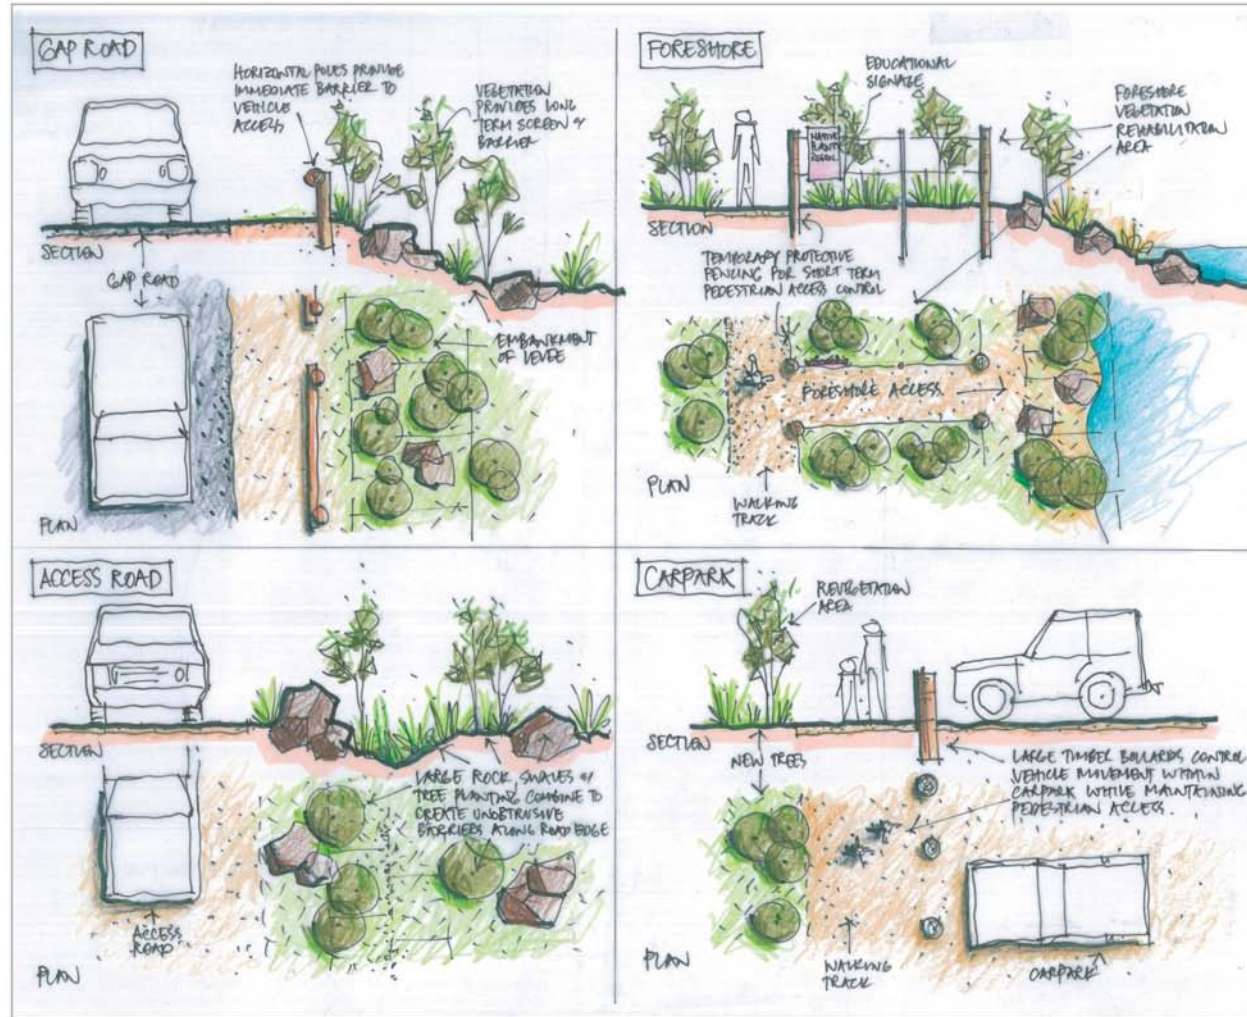 GAP ROAD
HORIZONTAL POLES PROVIDE
IMMEDIATE BARRIER TO
VEHICLE
ACCESS
VEGETATION
PROVIDES LONG
TERM SCREEN &
BARRIER
SECTION
GAP ROAD
EMBANKMENT
OF LEVEE
PLAN
FORESHORE
EDUCATIONAL
SIGNAGE
FORESHORE
VEGETATION
REHABILITATION
AREA
NATIVE
PLANTS
SECTION
TEMPORARY PROTECTIVE
FENCING FOR SHORT TERM
PEDESTRIAN ACCESS CONTROL
FORESHORE ACCESS
PLAN
WALKING
TRACK
ACCESS ROAD
SECTION
LARGE ROCK, SWALES &
TREE PLANTING COMBINE TO
CREATE UNOBTRUSIVE
BARRIERS ALONG ROAD EDGE
ACCESS
ROAD
PLAN
CARPARK
REVEGETATION
AREA
SECTION
NEW TREES
LARGE TIMBER BOLLARDS CONTROL
VEHICLE MOVEMENT WITHIN
CARPARK WHILE MAINTAINING
PEDESTRIAN ACCESS.
PLAN
WALKING
TRACK
CARPARK